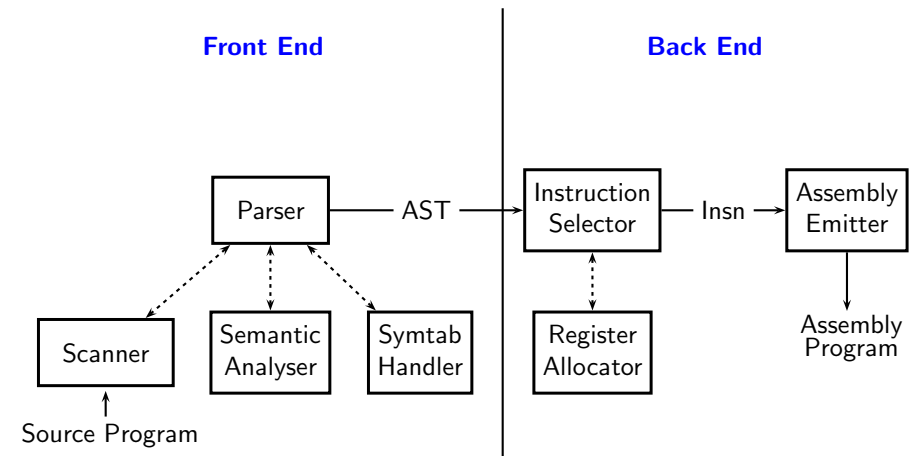 Front End
Back End
Parser
AST
Instruction
Selector
Insn
Assembly
Emitter
Scanner
Semantic
Analyser
Symtab
Handler
Register
Allocator
Assembly
Program
Source Program